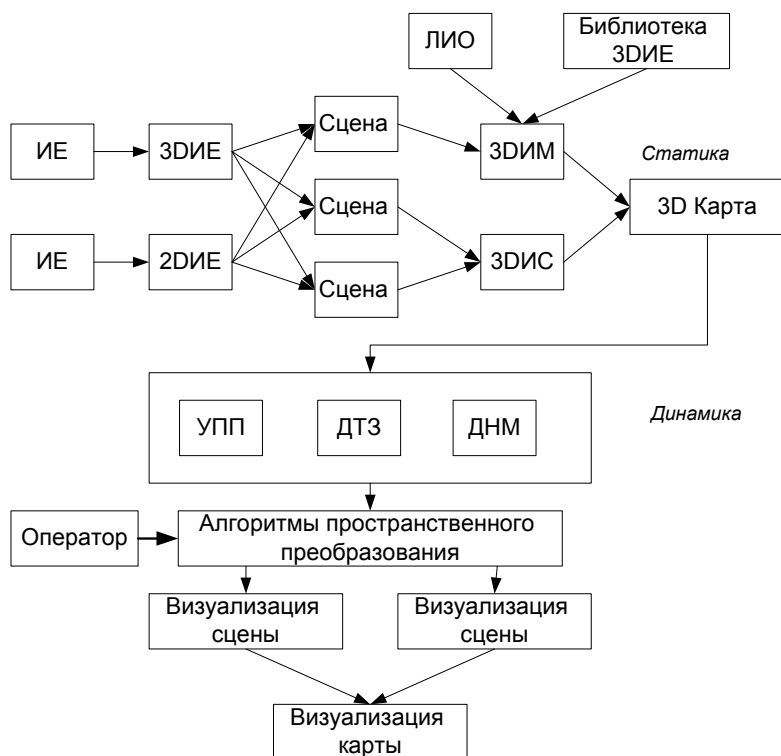 ЛИО
Библиотека
3DИЕ
Сцена
ИЕ
3DИЕ
3DИМ
Статика
Сцена
3D Карта
ИЕ
2DИЕ
3DИС
Сцена
УПП
ДТЗ
ДНМ
Динамика
Оператор
Алгоритмы пространственного
преобразования
Визуализация
сцены
Визуализация
сцены
Визуализация
карты